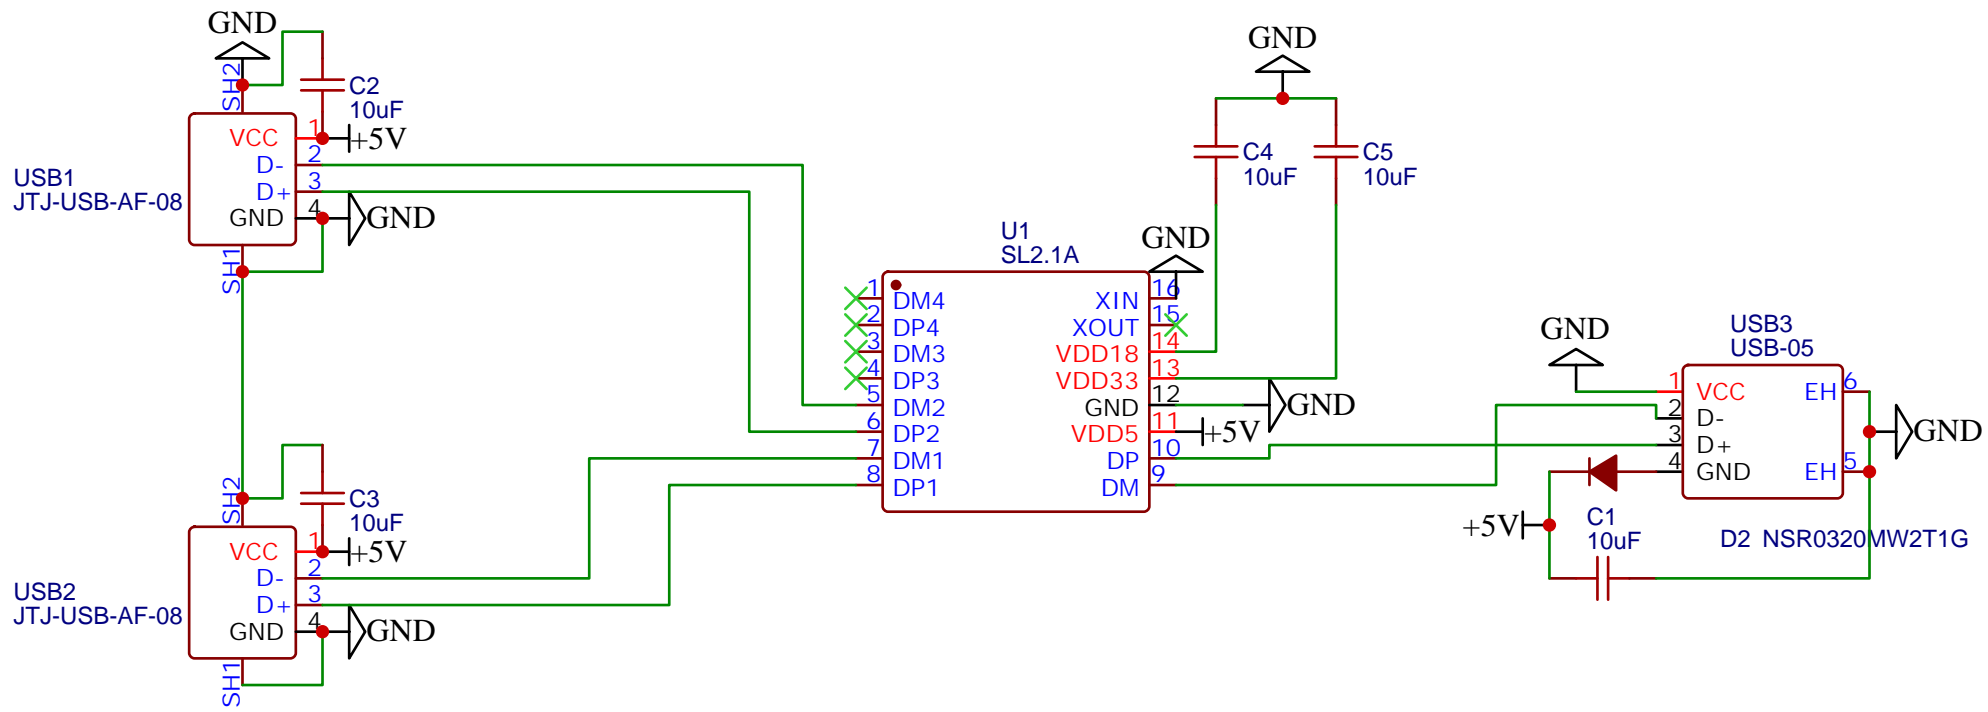 GND
SH2
C2
10uF
VCC
1
+5V
D-
2
D+
3
GND
4
GND
USB1
JTJ-USB-AF-08
SH1
SH2
C3
10uF
VCC
1
+5V
D-
2
D+
3
GND
4
GND
USB2
JTJ-USB-AF-08
SH1
U1
SL2.1A
1
DM4
2
DP4
3
DM3
4
DP3
5
DM2
6
DP2
7
DM1
8
DP1
XIN
16
GND
XOUT
15
VDD18
14
VDD33
13
GND
12
GND
VDD5
11
+5V
DP
10
DM
9
GND
C4
10uF
C5
10uF
USB3
USB-05
GND
1
VCC
2
D-
3
D+
4
GND
EH
6
EH
5
GND
+5V
C1
10uF
D2 NSR0320MW2T1G